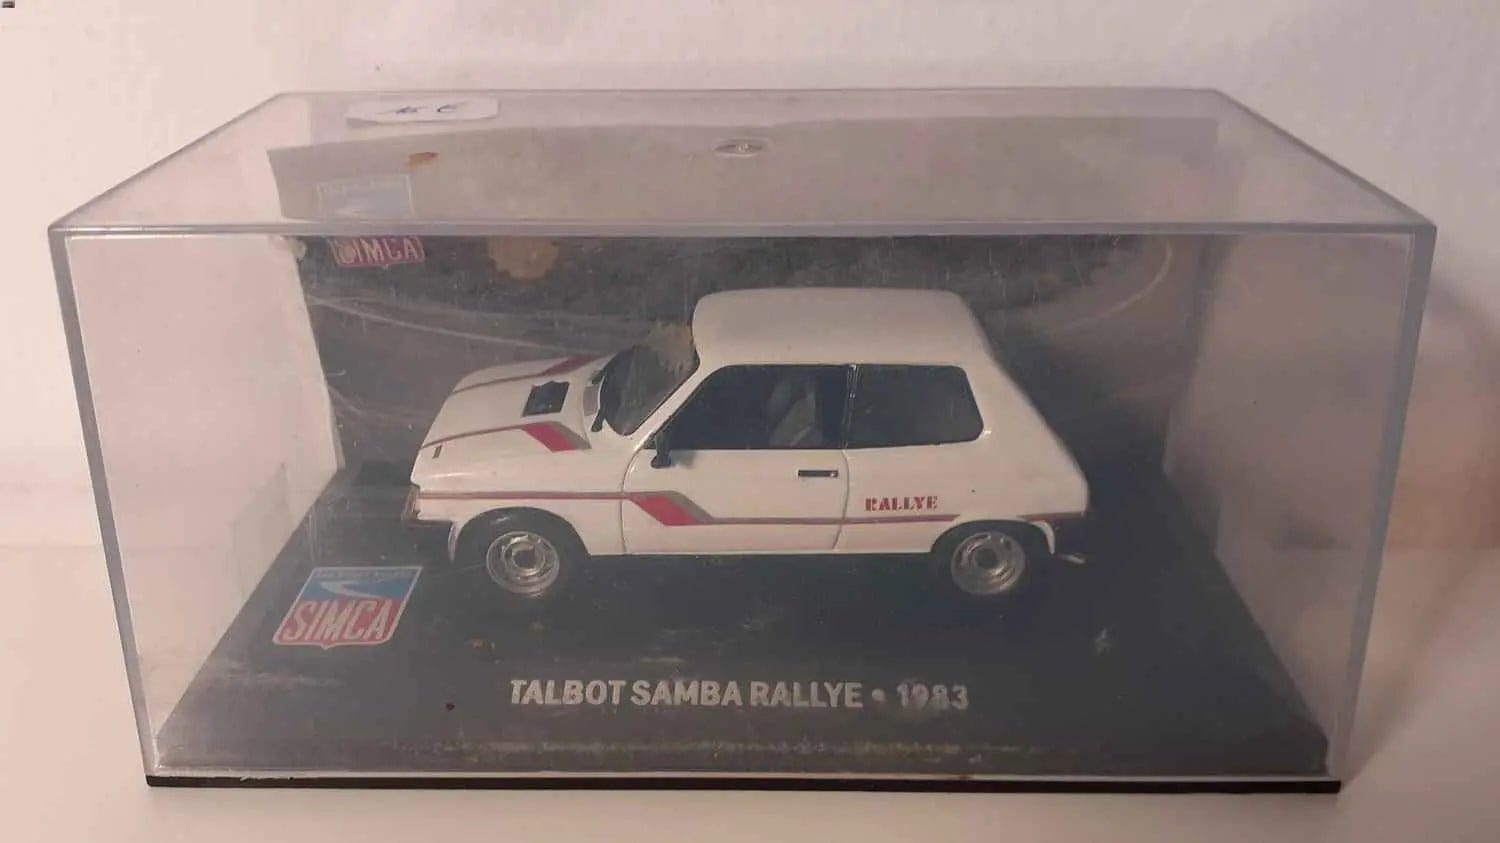 SIMCA
RALLYE
SIMCA
TALBOT SAMBA RALLYE • 1983